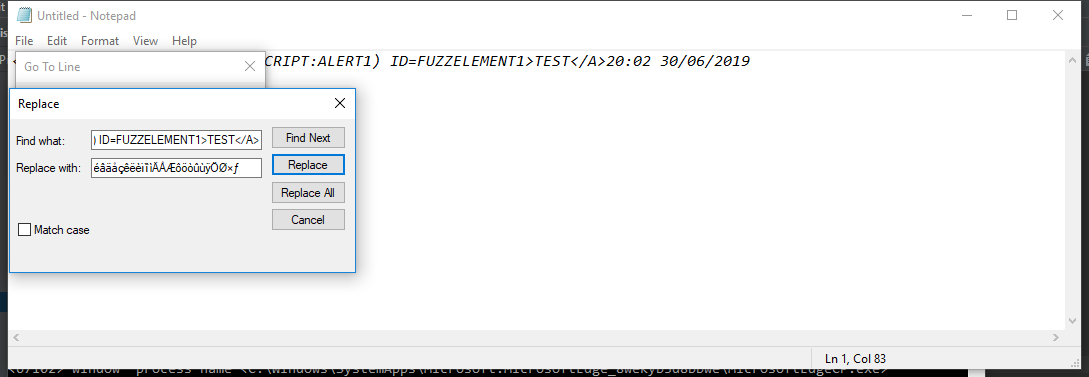 Untitled - Notepad
File Edit Format View Help
CRIPT:ALERT1) ID=FUZZELEMENT1>TEST</A>20:02 30/06/2019
Go To Line
Replace
Find what: ) ID=FUZZELEMENT1>TEST</A>
Find Next
Replace with: éâäàçêëèïîìÄÅÆôöòûùÿÕØ×ƒ
Replace
Replace All
Cancel
Match case
Ln 1, Col 83
window process name <C:\Windows\SystemApps\Microsoft.MicrosoftEdge_8wekyb3d8bbwe\MicrosoftEdgeCP.exe>